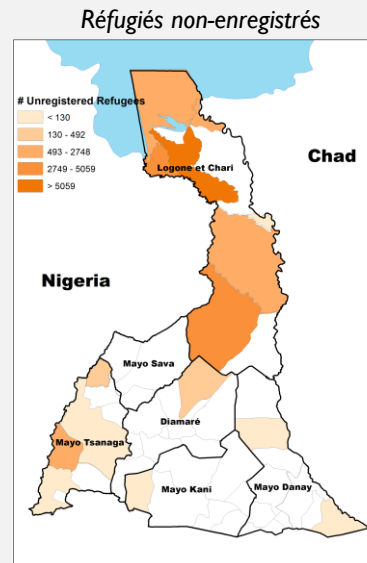 Réfugiés non-enregistrés
# Unregistered Refugees
< 130
130 - 492
493 - 2748
2749 - 5059
> 5059
Logone et Chari
Chad
Nigeria
Mayo Sava
Diamaré
Mayo Tsanaga
Mayo Kani
Mayo Danay